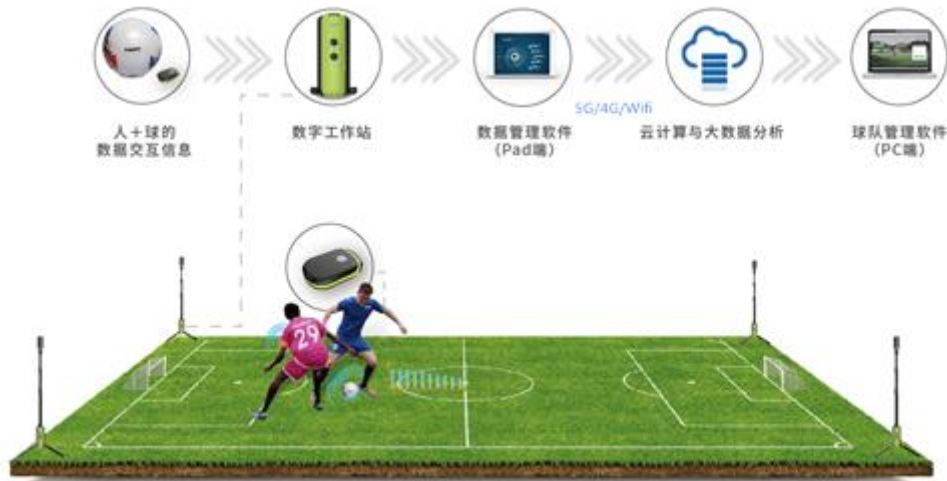 5G/4G/Wifi
人+球的
数据交互信息
数字工作站
数据管理软件
(Pad端)
云计算与大数据分析
球队管理软件
(PC端)
29